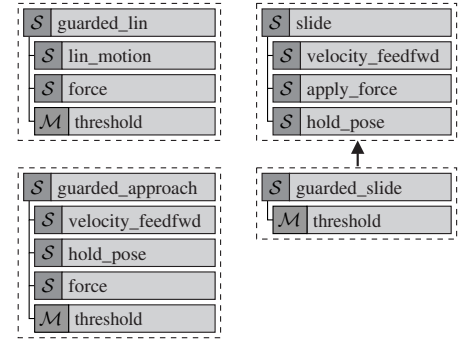 S guarded_lin
S lin_motion
S force
M threshold
S slide
S velocity_feedfwd
S apply_force
S hold_pose
S guarded_approach
S velocity_feedfwd
S hold_pose
S force
M threshold
S guarded_slide
M threshold